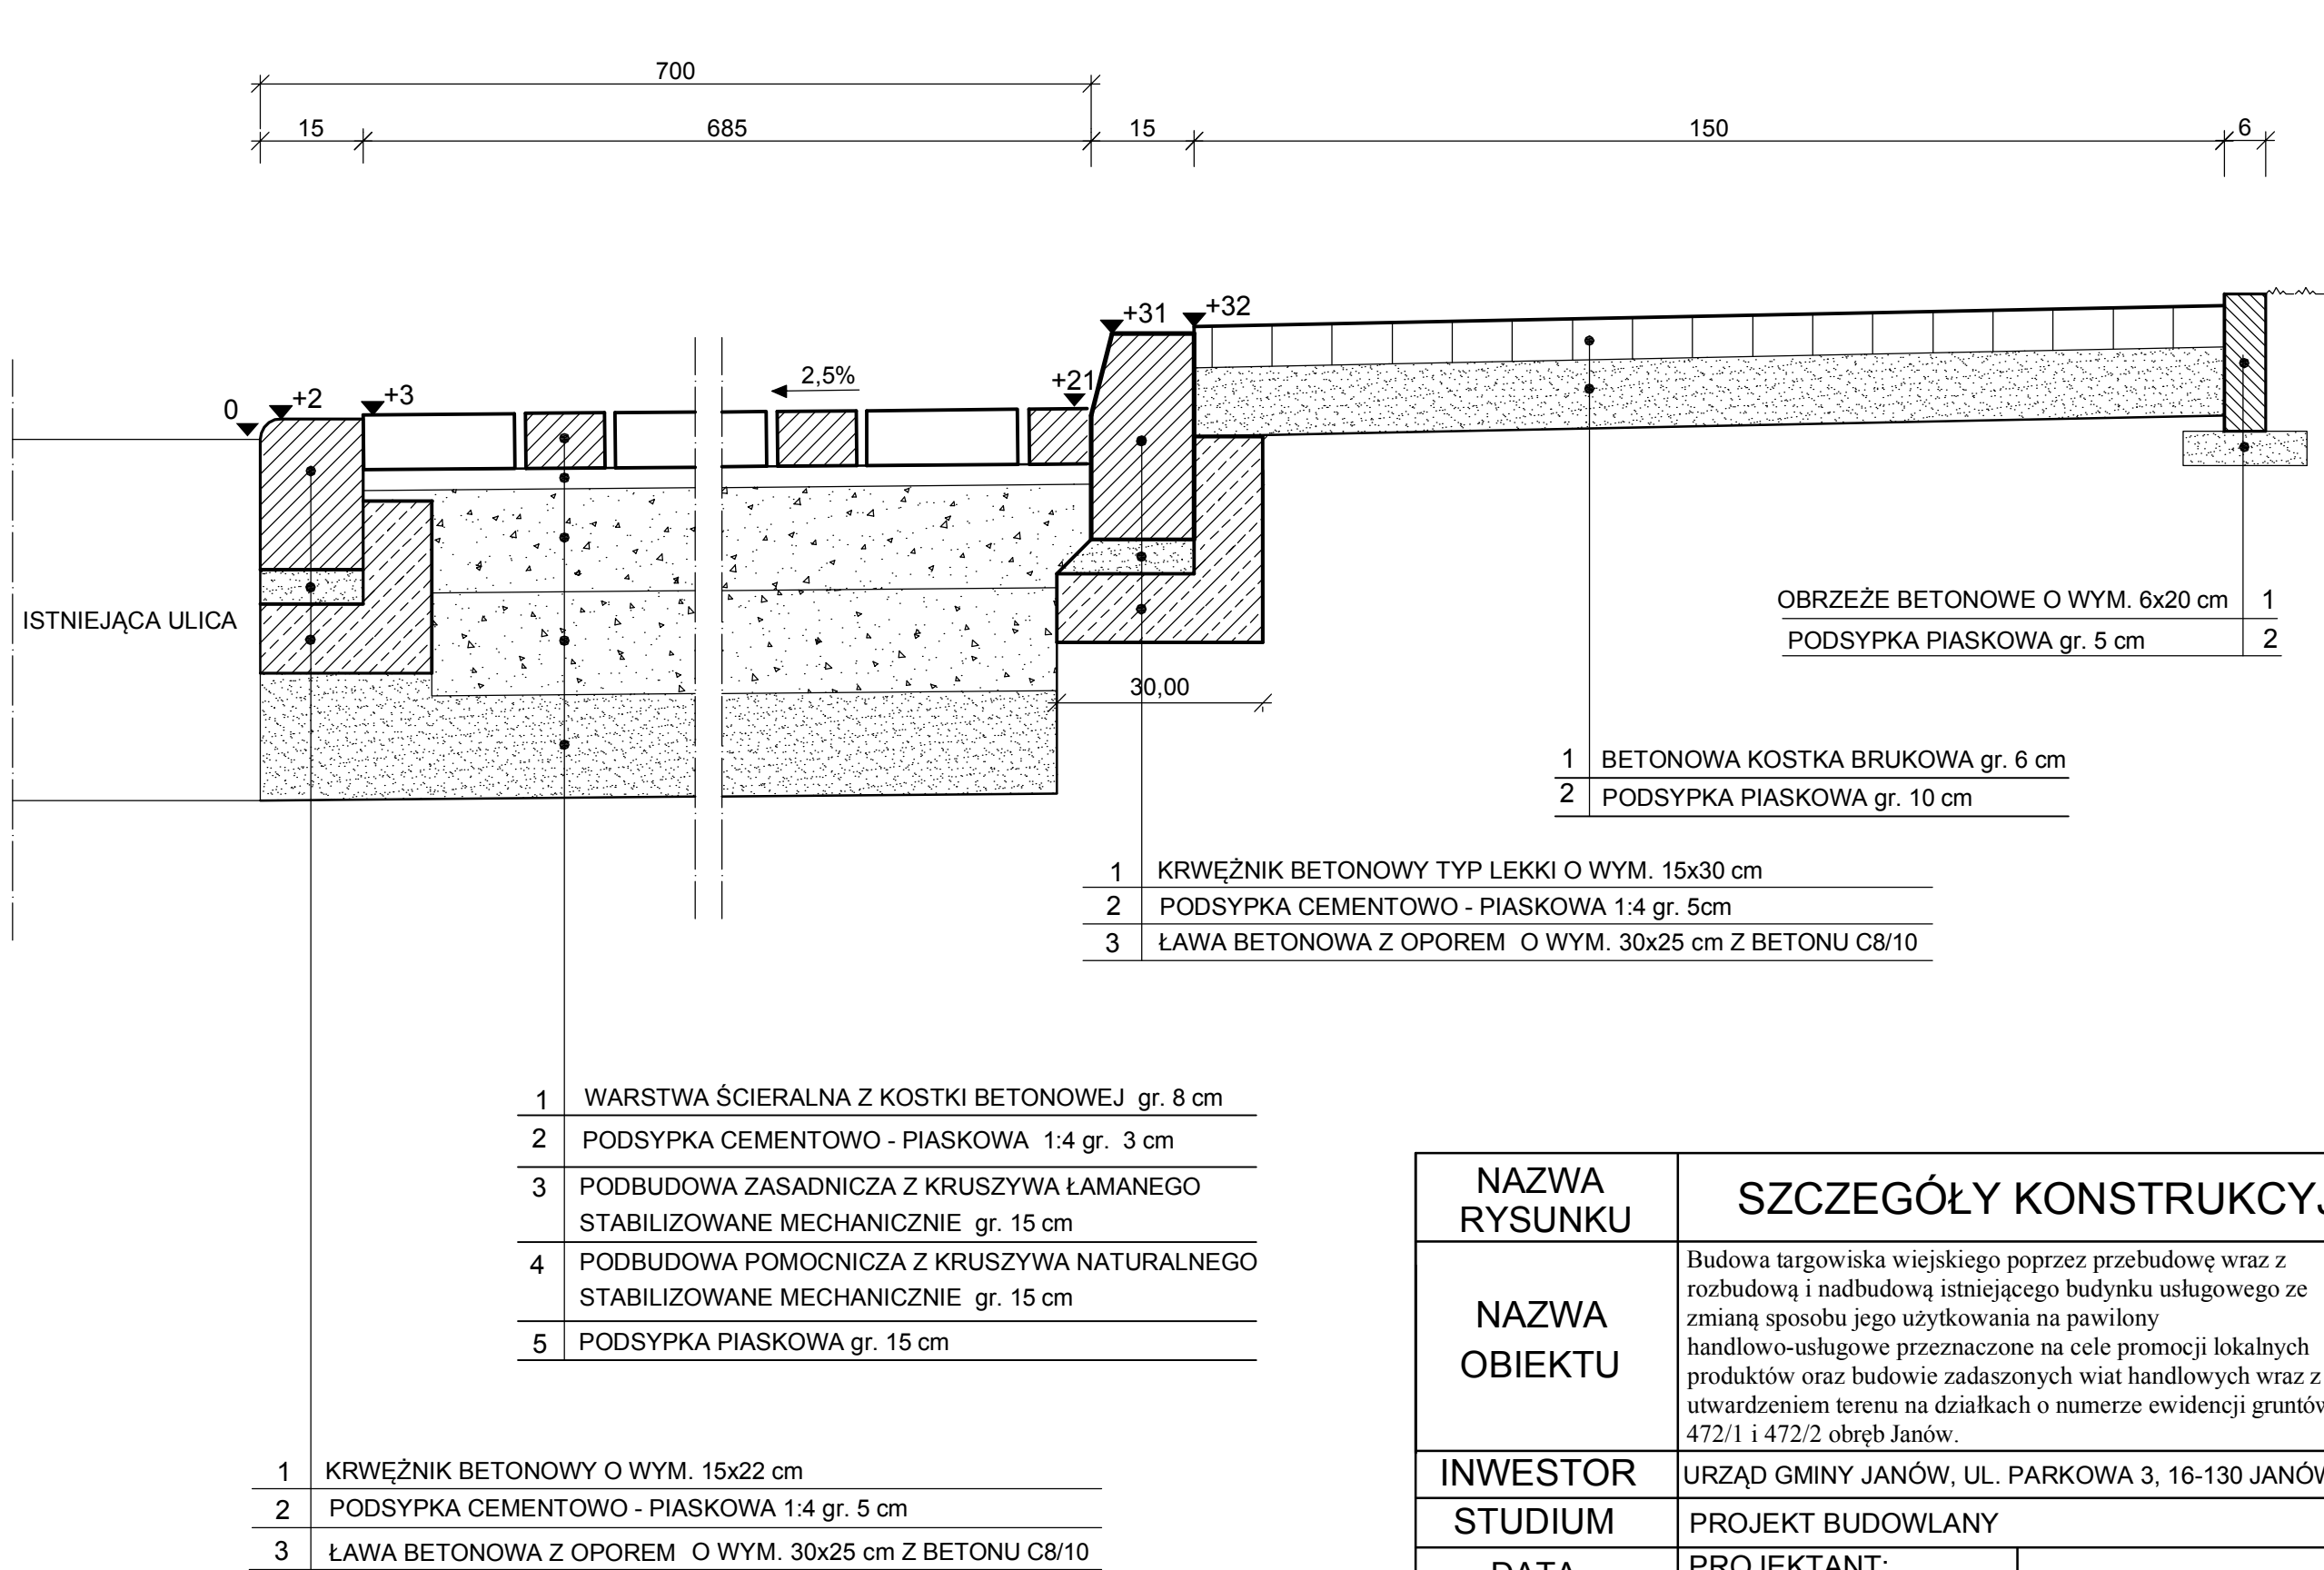 700
15 685 15 150 6
+31 +32
2,5% +21
0 +2 +3
ISTNIEJĄCA ULICA
30,00
OBRZEŻE BETONOWE O WYM. 6x20 cm 1
PODSYPKA PIASKOWA gr. 5 cm 2
1 BETONOWA KOSTKA BRUKOWA gr. 6 cm
2 PODSYPKA PIASKOWA gr. 10 cm
1 KRWĘŻNIK BETONOWY TYP LEKKI O WYM. 15x30 cm
2 PODSYPKA CEMENTOWO - PIASKOWA 1:4 gr. 5cm
3 ŁAWA BETONOWA Z OPOREM O WYM. 30x25 cm Z BETONU C8/10
1 WARSTWA ŚCIERALNA Z KOSTKI BETONOWEJ gr. 8 cm
2 PODSYPKA CEMENTOWO - PIASKOWA 1:4 gr. 3 cm
3 PODBUDOWA ZASADNICZA Z KRUSZYWA ŁAMANEGO
STABILIZOWANE MECHANICZNIE gr. 15 cm
4 PODBUDOWA POMOCNICZA Z KRUSZYWA NATURALNEGO
STABILIZOWANE MECHANICZNIE gr. 15 cm
5 PODSYPKA PIASKOWA gr. 15 cm
1 KRWĘŻNIK BETONOWY O WYM. 15x22 cm
2 PODSYPKA CEMENTOWO - PIASKOWA 1:4 gr. 5 cm
3 ŁAWA BETONOWA Z OPOREM O WYM. 30x25 cm Z BETONU C8/10
NAZWA
RYSUNKU
SZCZEGÓŁY KONSTRUKCYJ
NAZWA
OBIEKTU
Budowa targowiska wiejskiego poprzez przebudowę wraz z
rozbudową i nadbudową istniejącego budynku usługowego ze
zmianą sposobu jego użytkowania na pawilony
handlowo-usługowe przeznaczone na cele promocji lokalnych
produktów oraz budowie zadaszonych wiat handlowych wraz z
utwardzeniem terenu na działkach o numerze ewidencji gruntów
472/1 i 472/2 obręb Janów.
INWESTOR
URZĄD GMINY JANÓW, UL. PARKOWA 3, 16-130 JANÓW
STUDIUM
PROJEKT BUDOWLANY
DATA
PROJEKTANT: